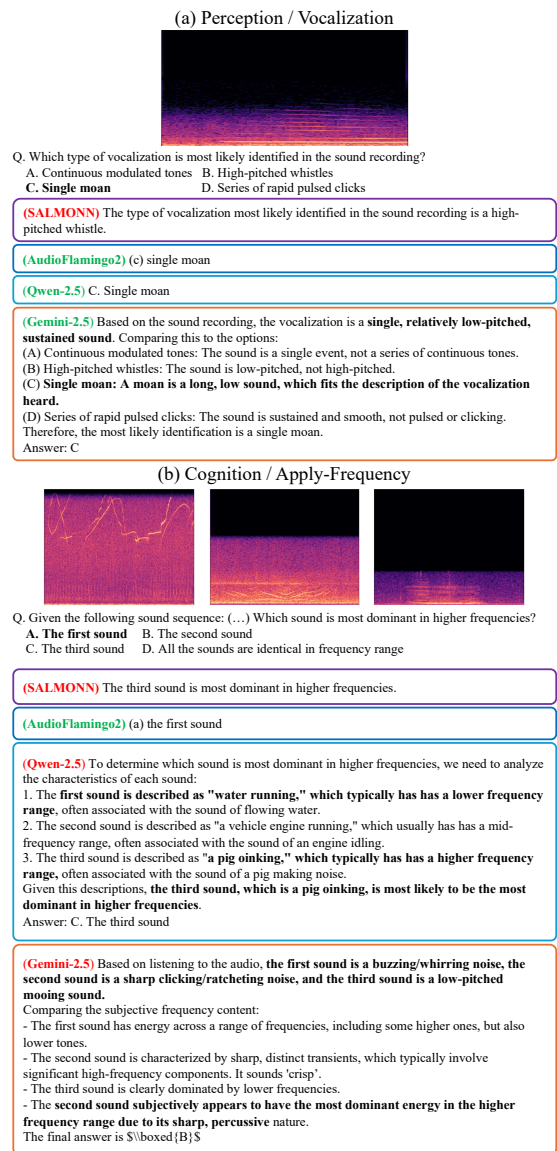 (a) Perception / Vocalization
Q. Which type of vocalization is most likely identified in the sound recording?
A. Continuous modulated tones B. High-pitched whistles
C. Single moan D. Series of rapid pulsed clicks
(SALMONN) The type of vocalization most likely identified in the sound recording is a high-
pitched whistle.
(AudioFlamingo2) (c) single moan
(Qwen-2.5) C. Single moan
(Gemini-2.5) Based on the sound recording, the vocalization is a single, relatively low-pitched,
sustained sound. Comparing this to the options:
(A) Continuous modulated tones: The sound is a single event, not a series of continuous tones.
(B) High-pitched whistles: The sound is low-pitched, not high-pitched.
(C) Single moan: A moan is a long, low sound, which fits the description of the vocalization
heard.
(D) Series of rapid pulsed clicks: The sound is sustained and smooth, not pulsed or clicking.
Therefore, the most likely identification is a single moan.
Answer: C
(b) Cognition / Apply-Frequency
Q. Given the following sound sequence: (…) Which sound is most dominant in higher frequencies?
A. The first sound B. The second sound
C. The third sound D. All the sounds are identical in frequency range
(SALMONN) The third sound is most dominant in higher frequencies.
(AudioFlamingo2) (a) the first sound
(Qwen-2.5) To determine which sound is most dominant in higher frequencies, we need to analyze
the characteristics of each sound:
1. The first sound is described as "water running," which typically has has a lower frequency
range, often associated with the sound of flowing water.
2. The second sound is described as "a vehicle engine running," which usually has has a mid-
frequency range, often associated with the sound of an engine idling.
3. The third sound is described as "a pig oinking," which typically has has a higher frequency
range, often associated with the sound of a pig making noise.
Given this descriptions, the third sound, which is a pig oinking, is most likely to be the most
dominant in higher frequencies.
Answer: C. The third sound
(Gemini-2.5) Based on listening to the audio, the first sound is a buzzing/whirring noise, the
second sound is a sharp clicking/ratcheting noise, and the third sound is a low-pitched
mooing sound.
Comparing the subjective frequency content:
- The first sound has energy across a range of frequencies, including some higher ones, but also
lower tones.
- The second sound is characterized by sharp, distinct transients, which typically involve
significant high-frequency components. It sounds 'crisp'.
- The third sound is clearly dominated by lower frequencies.
- The second sound subjectively appears to have the most dominant energy in the higher
frequency range due to its sharp, percussive nature.
The final answer is $\\boxed{B}$